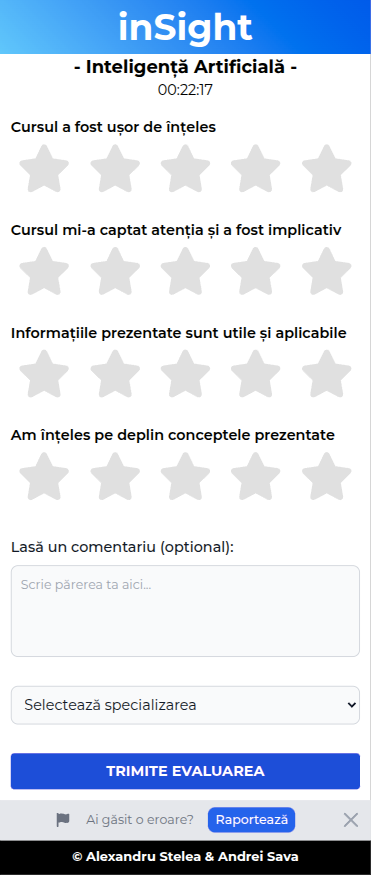 inSight
- Inteligență Artificială -
00:22:17
Cursul a fost ușor de înțeles
Cursul mi-a captat atenția și a fost implicativ
Informațiile prezentate sunt utile și aplicabile
Am înțeles pe deplin conceptele prezentate
Lasă un comentariu (optional):
Scrie părerea ta aici...
Selectează specializarea
TRIMITE EVALUAREA
Ai găsit o eroare? Raportează
© Alexandru Stelea & Andrei Sava